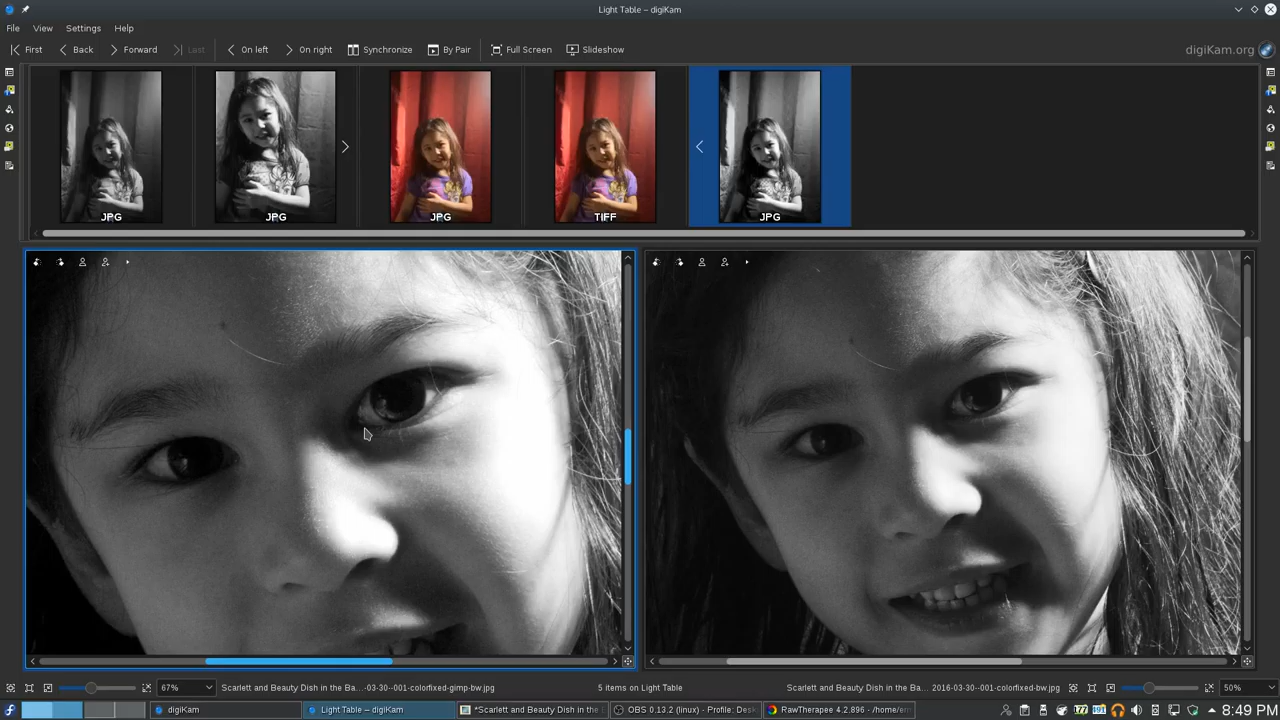 Light Table – digiKam
File View Settings Help
First Back Forward Last On left On right Synchronize By Pair Full Screen Slideshow digiKam.org
JPG JPG JPG TIFF JPG
67% Scarlett and Beauty Dish in the Ba...-03-30--001-colorfixed-gimp-bw.jpg 5 items on Light Table Scarlett and Beauty Dish in the Ba... 2016-03-30--001-colorfixed-bw.jpg 50%
digiKam Light Table – digiKam *Scarlett and Beauty Dish in the OBS 0.13.2 (linux) - Profile: Desk RawTherapee 4.2.896 - /home/er 77 491 8:49 PM